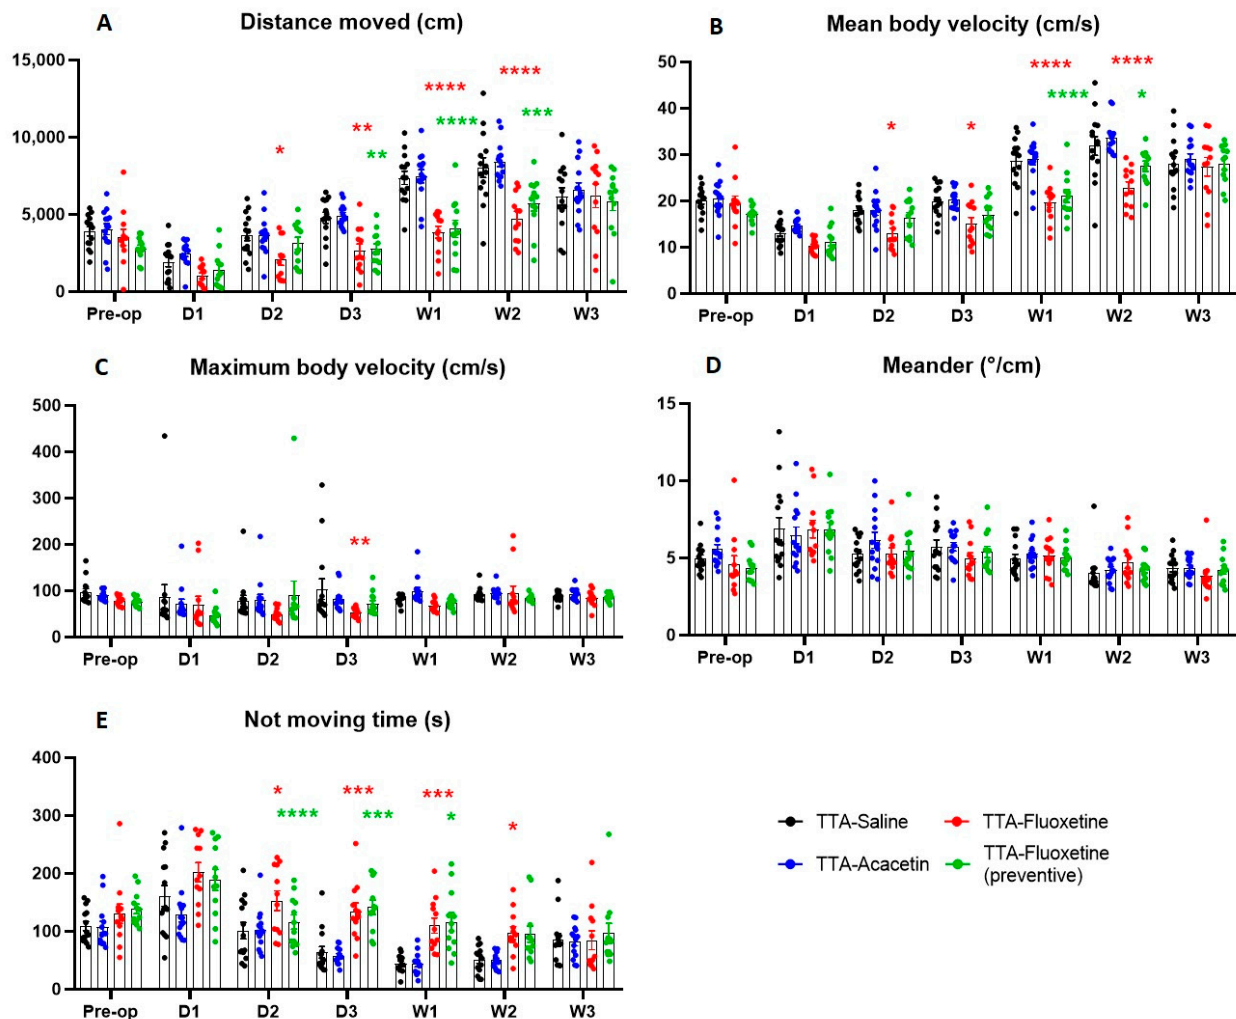 A Distance moved (cm)
15,000
10,000
5,000
0
* ** **** ****
** **** ***
Pre-op D1 D2 D3 W1 W2 W3
B Mean body velocity (cm/s)
50
40
30
20
10
0
* * **** ****
**** *
Pre-op D1 D2 D3 W1 W2 W3
C Maximum body velocity (cm/s)
500
400
300
200
100
0
**
Pre-op D1 D2 D3 W1 W2 W3
D Meander (°/cm)
15
10
5
0
Pre-op D1 D2 D3 W1 W2 W3
E Not moving time (s)
400
300
200
100
0
* *** *** *
**** *** *
Pre-op D1 D2 D3 W1 W2 W3
TTA-Saline
TTA-Fluoxetine
TTA-Acacetin
TTA-Fluoxetine
(preventive)